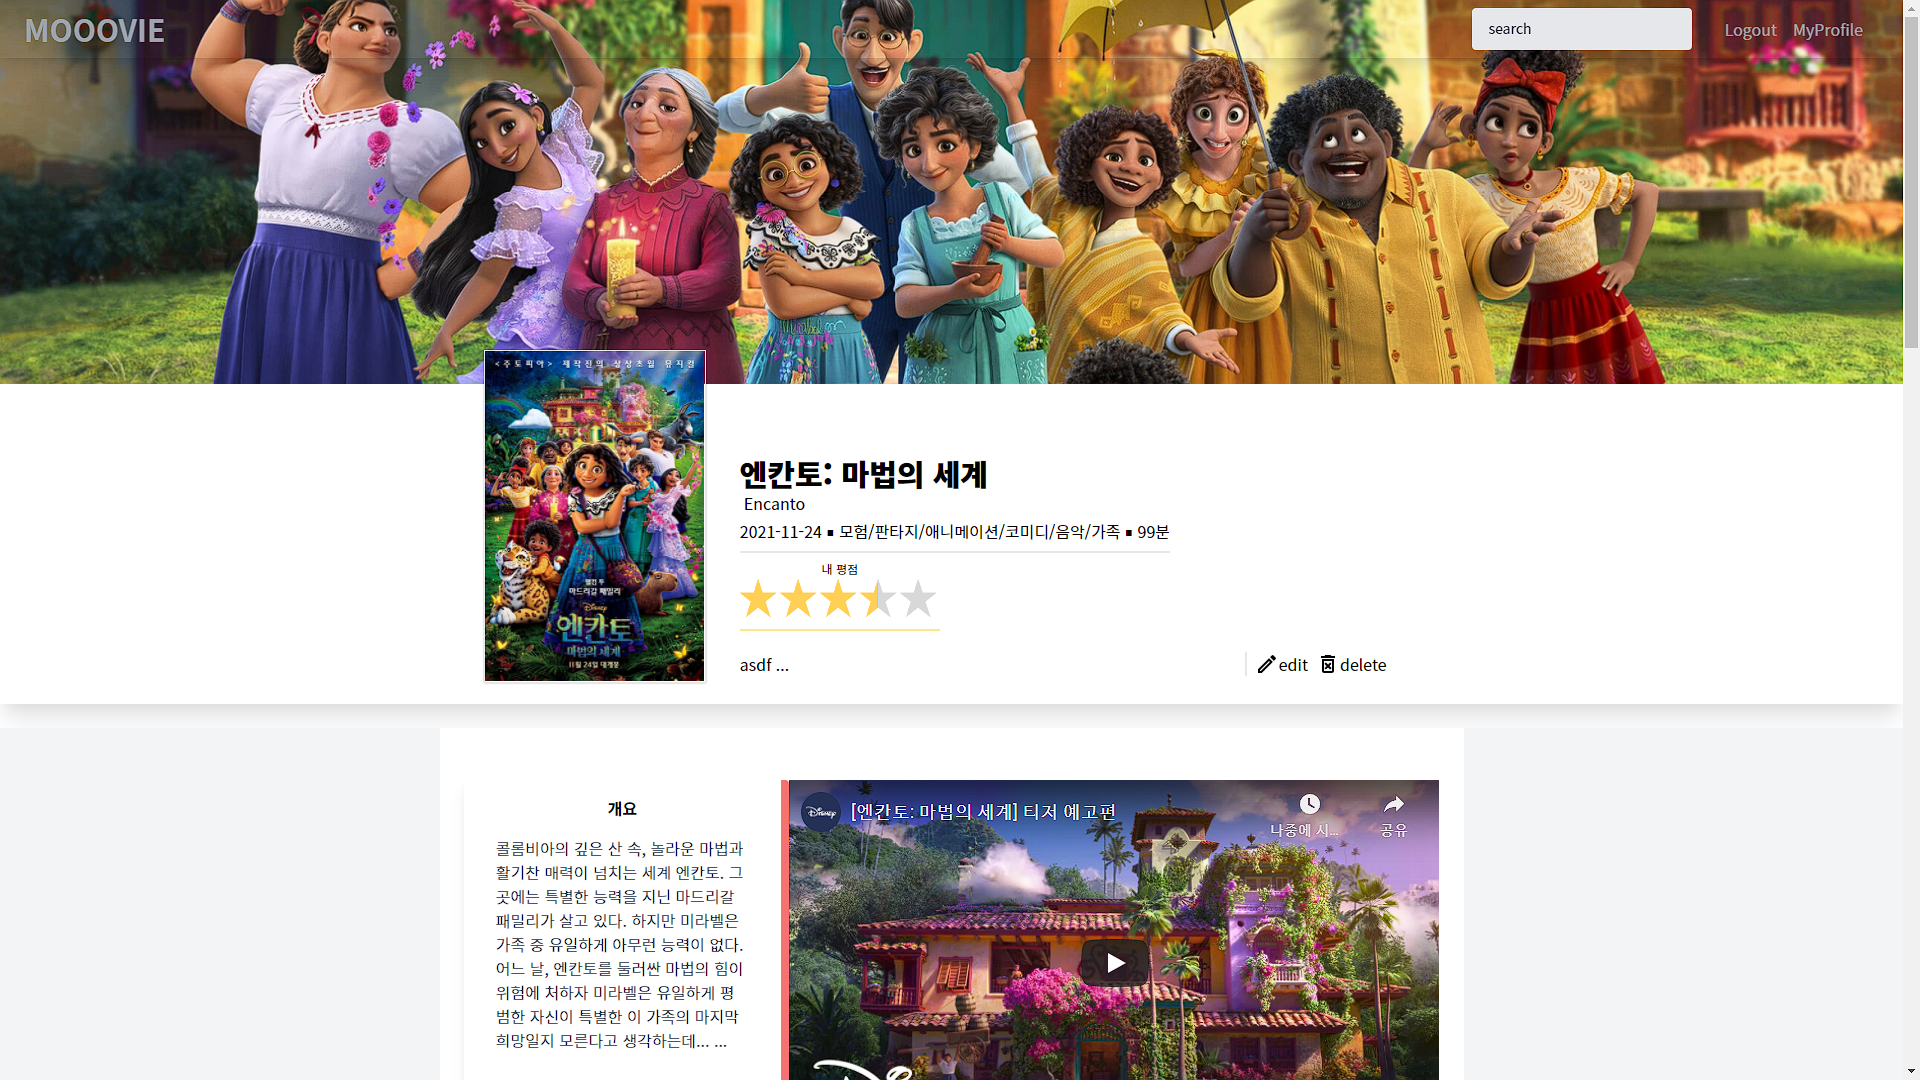 MOOOVIE
search
Logout MyProfile
<주토피아> 제작진의 상상초월 뮤지컬
웰컴 투
마드리갈 패밀리
Disney
엔칸토
마법의 세계
11월 24일 대개봉
엔칸토: 마법의 세계
Encanto
2021-11-24 ▪ 모험/판타지/애니메이션/코미디/음악/가족 ▪ 99분
내 평점
asdf ...
edit delete
개요
콜롬비아의 깊은 산 속, 놀라운 마법과
활기찬 매력이 넘치는 세계 엔칸토. 그
곳에는 특별한 능력을 지닌 마드리갈
패밀리가 살고 있다. 하지만 미라벨은
가족 중 유일하게 아무런 능력이 없다.
어느 날, 엔칸토를 둘러싼 마법의 힘이
위험에 처하자 미라벨은 유일하게 평
범한 자신이 특별한 이 가족의 마지막
희망일지 모른다고 생각하는데... ...
Disney
[엔칸토: 마법의 세계] 티저 예고편
나중에 시...
공유